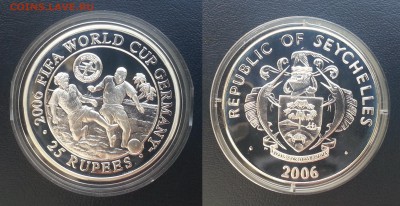 COINS.LAVE.RU
2006 FIFA WORLD CUP GERMANY
25 RUPEES
REPUBLIC OF SEYCHELLES
2006